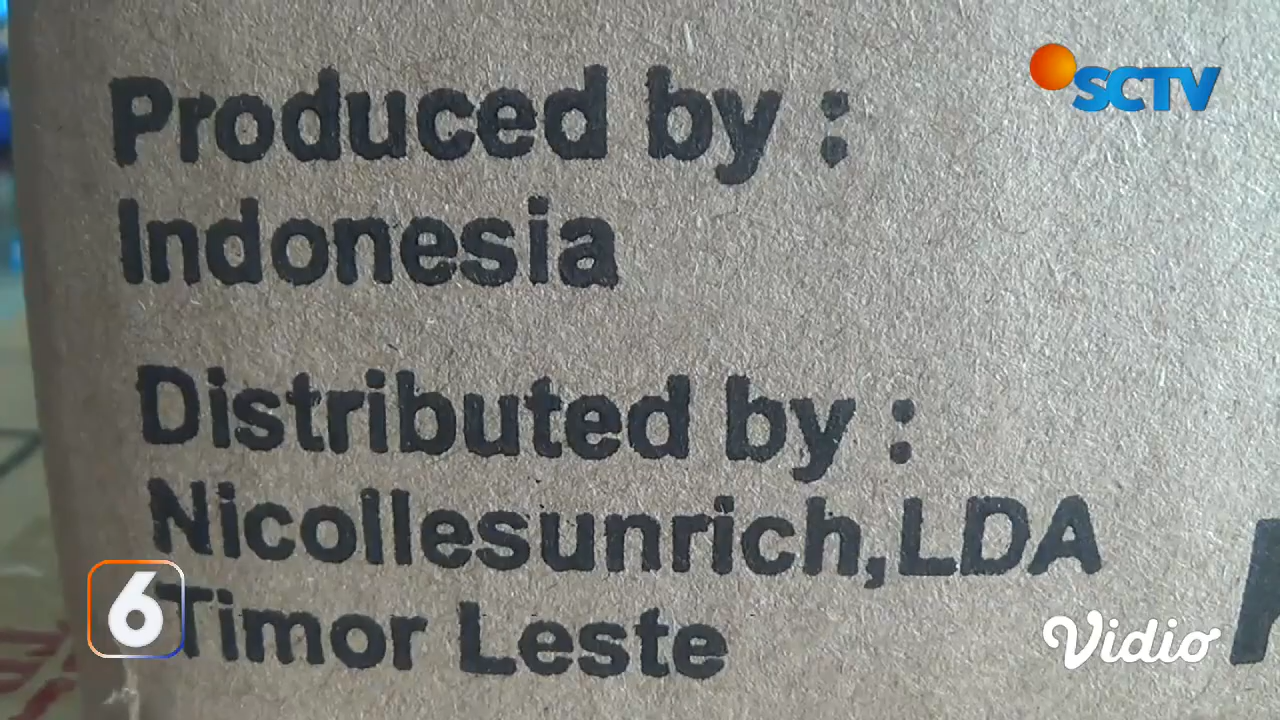 SCTV
Produced by :
Indonesia
Distributed by :
Nicollesunrich,LDA
Timor Leste
6
Vidio